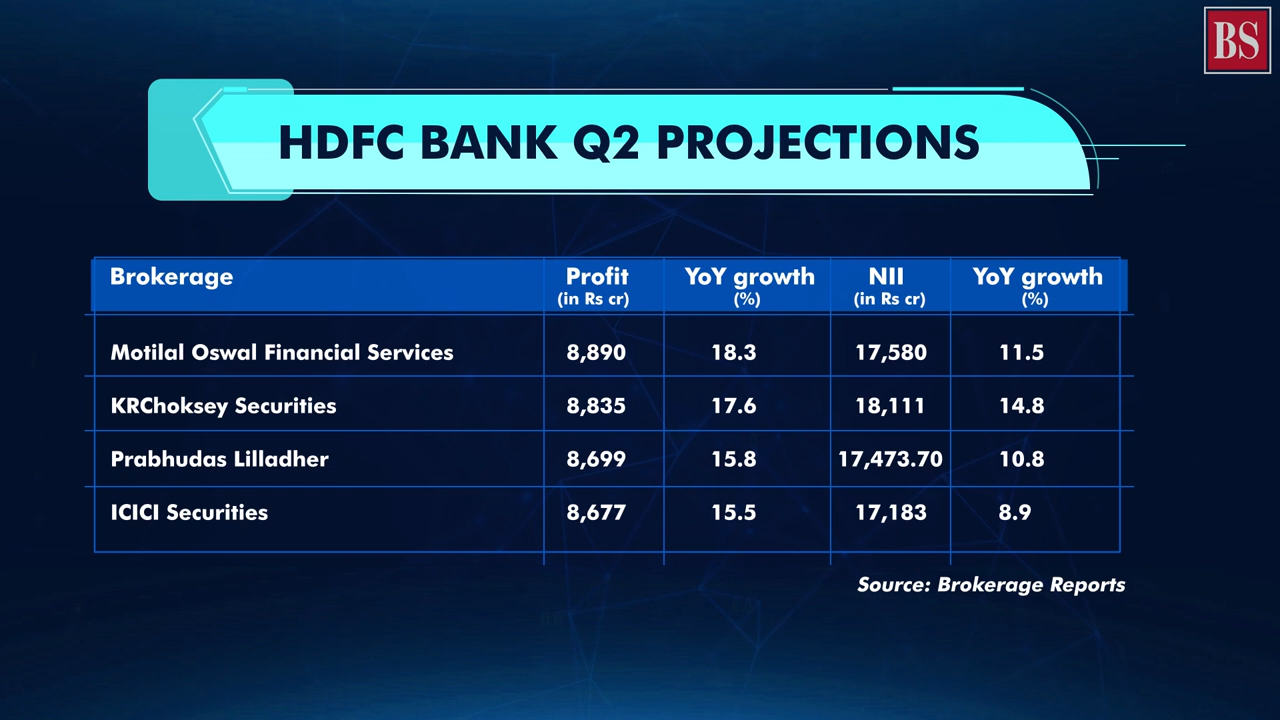 BS
HDFC BANK Q2 PROJECTIONS
Brokerage Profit (in Rs cr) YoY growth (%) NII (in Rs cr) YoY growth (%)
Motilal Oswal Financial Services 8,890 18.3 17,580 11.5
KRChoksey Securities 8,835 17.6 18,111 14.8
Prabhudas Lilladher 8,699 15.8 17,473.70 10.8
ICICI Securities 8,677 15.5 17,183 8.9
Source: Brokerage Reports